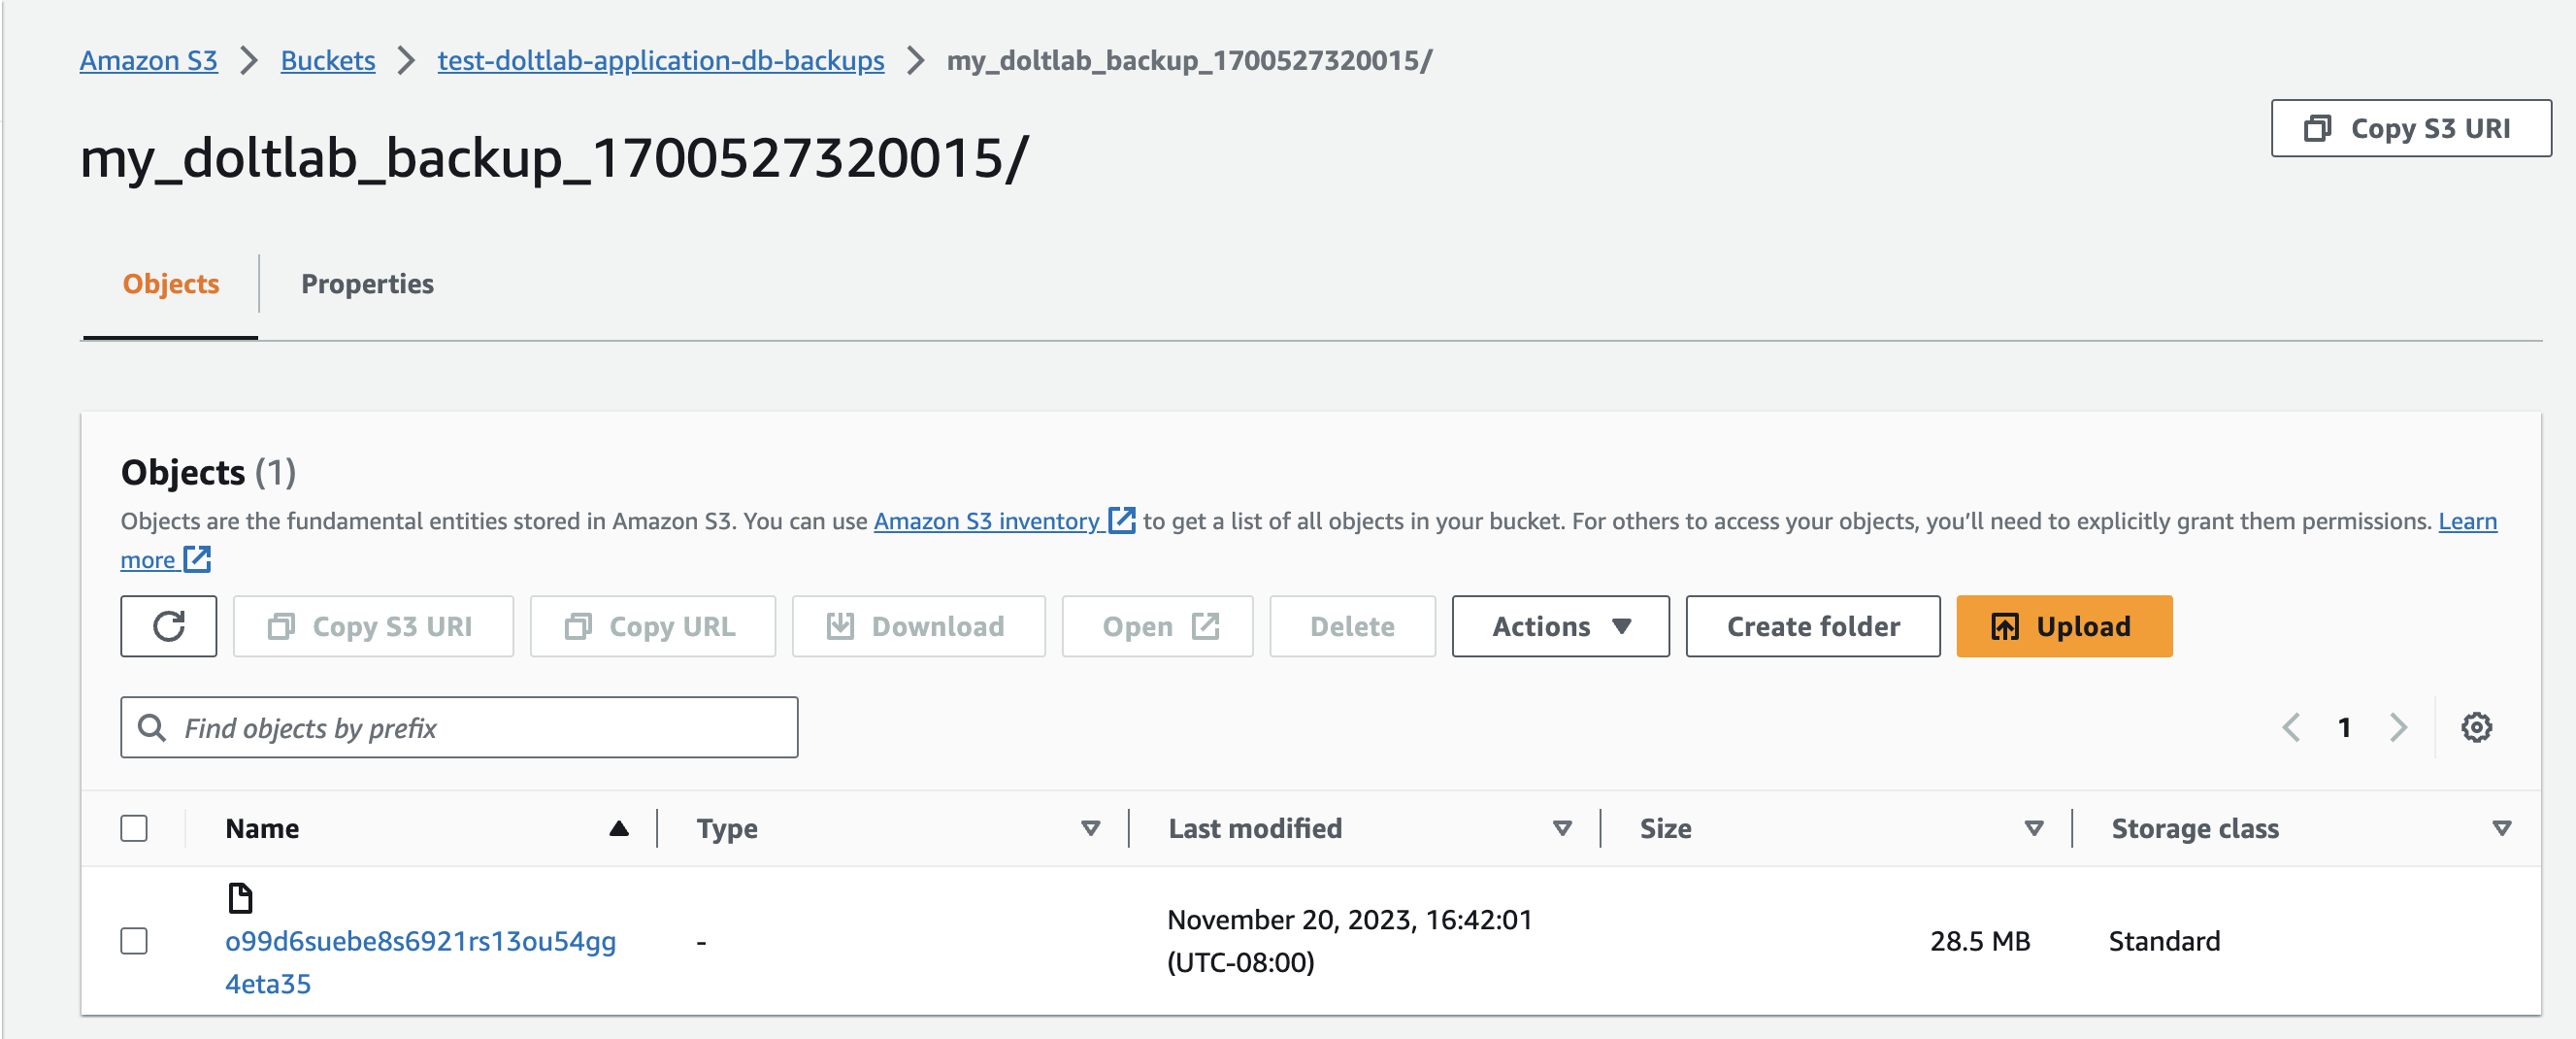 Amazon S3 > Buckets > test-doltlab-application-db-backups > my_doltlab_backup_1700527320015/
Copy S3 URI
my_doltlab_backup_1700527320015/
Objects Properties
Objects (1)
Objects are the fundamental entities stored in Amazon S3. You can use Amazon S3 inventory to get a list of all objects in your bucket. For others to access your objects, you’ll need to explicitly grant them permissions. Learn
more
Copy S3 URI Copy URL Download Open Delete Actions Create folder Upload
Find objects by prefix 1
Name Type Last modified Size Storage class
o99d6suebe8s6921rs13ou54gg
4eta35
-
November 20, 2023, 16:42:01
(UTC-08:00)
28.5 MB
Standard